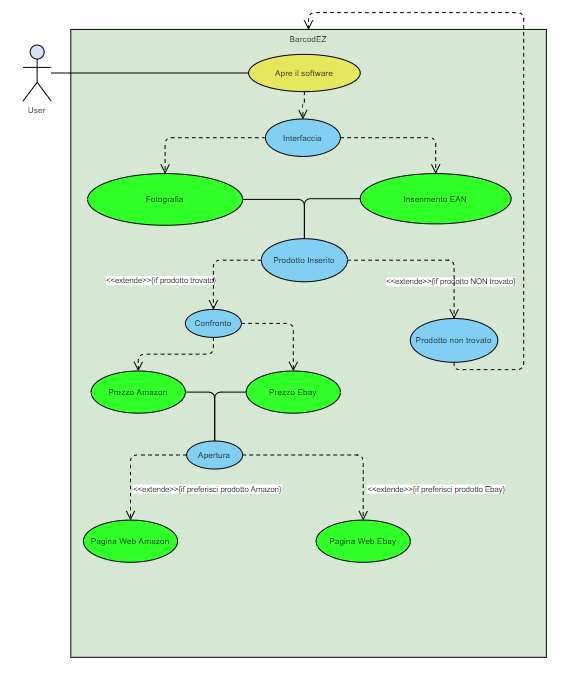 BarcodEZ
Apre il software
User
Interfaccia
Fotografia
Inserimento EAN
Prodotto Inserito
<<extende>>{if prodotto trovato}
<<extende>>{if prodotto NON trovato}
Confronto
Prodotto non trovato
Prezzo Amazon
Prezzo Ebay
Apertura
<<extende>>{if preferisci prodotto Amazon}
<<extende>>{if preferisci prodotto Ebay}
Pagina Web Amazon
Pagina Web Ebay